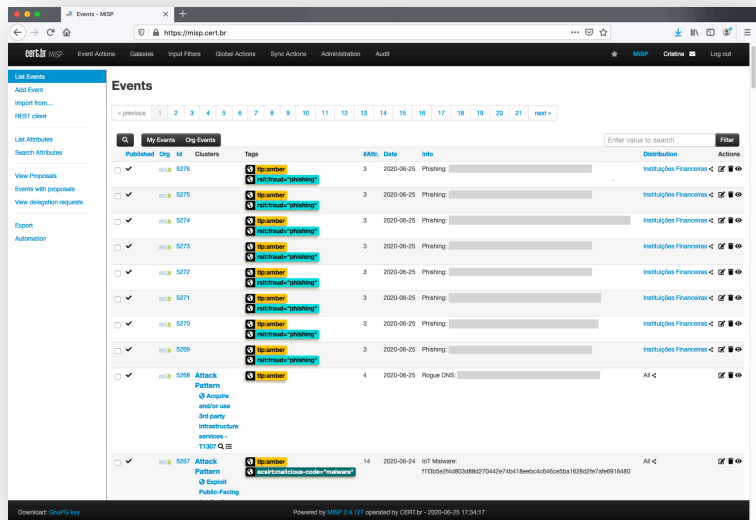 Events - MISP
https://misp.cert.br
cert.br MISP Event Actions Galaxies Input Filters Global Actions Sync Actions Administration Audit MISP Cristine Log out
List Events
Add Event
Import from...
REST client
List Attributes
Search Attributes
View Proposals
Events with proposals
View delegation requests
Export
Automation
Events
« previous 1 2 3 4 5 6 7 8 9 10 11 12 13 14 15 16 17 18 19 20 21 next »
My Events Org Events Enter value to search Filter
Published Org Id Clusters Tags #Attr. Date Info Distribution Actions
5276 tlp:amber 3 2020-06-25 Phishing: Instituições Financeiras
rsit:fraud="phishing"
5275 tlp:amber 3 2020-06-25 Phishing: Instituições Financeiras
rsit:fraud="phishing"
5274 tlp:amber 3 2020-06-25 Phishing: Instituições Financeiras
rsit:fraud="phishing"
5273 tlp:amber 3 2020-06-25 Phishing: Instituições Financeiras
rsit:fraud="phishing"
5272 tlp:amber 3 2020-06-25 Phishing: Instituições Financeiras
rsit:fraud="phishing"
5271 tlp:amber 3 2020-06-25 Phishing: Instituições Financeiras
rsit:fraud="phishing"
5270 tlp:amber 3 2020-06-25 Phishing: Instituições Financeiras
rsit:fraud="phishing"
5269 tlp:amber 3 2020-06-25 Phishing: Instituições Financeiras
rsit:fraud="phishing"
5268 Attack tlp:amber 4 2020-06-25 Rogue DNS: All
Pattern
Acquire
and/or use
3rd party
infrastructure
services -
T1307
5267 Attack tlp:amber 14 2020-06-24 IoT Malware: All
Pattern ecsirt:malicious-code="malware" f1f3b5e2f4d803d88d270442e74b418eebc4c646ce5ba1628d2fe7afe6916480
Exploit
Public-Facing
Download: GnuPG key Powered by MISP 2.4.127 operated by CERT.br - 2020-06-25 17:34:17